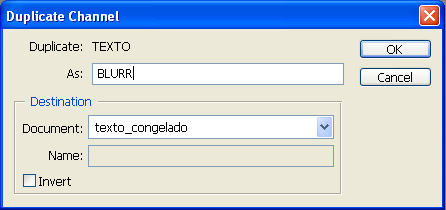 Duplicate Channel
Duplicate: TEXTO
OK
As: BLURR
Cancel
Destination
Document: texto_congelado
Name:
Invert